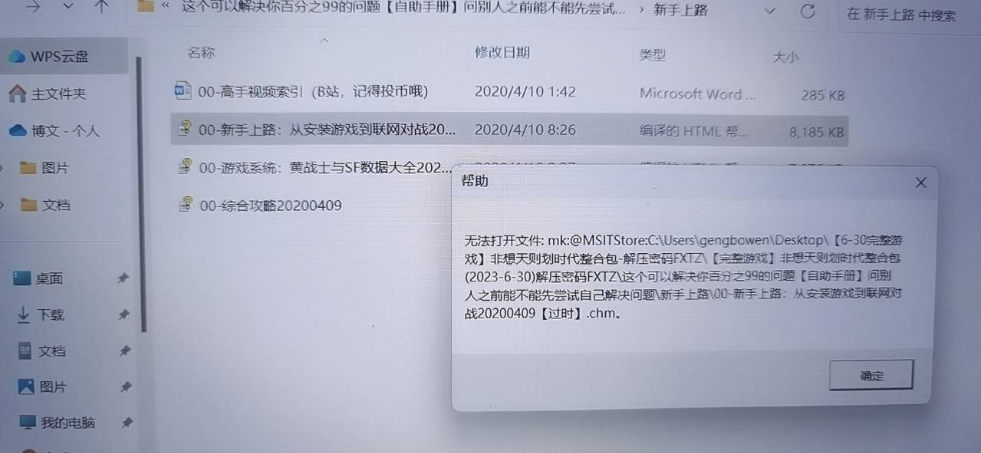 « 这个可以解决你百分之99的问题【自助手册】问别人之前能不能先尝试... › 新手上路
在 新手上路 中搜索
名称 修改日期 类型 大小
WPS云盘
主文件夹
博文 - 个人
图片
文档
桌面
下载
文档
图片
我的电脑
00-高手视频索引（B站，记得投币哦) 2020/4/10 1:42 Microsoft Word ... 285 KB
00-新手上路：从安装游戏到联网对战20... 2020/4/10 8:26 编译的 HTML 帮... 8,185 KB
00-游戏系统：黄战士与SF数据大全202...
00-综合攻略20200409
帮助
无法打开文件: mk:@MSITStore:C:\Users\gengbowen\Desktop\【6-30完整游
戏】非想天则划时代整合包-解压密码FXTZ\【完整游戏】非想天则划时代整合包
(2023-6-30)解压密码FXTZ\这个可以解决你百分之99的问题【自助手册】问别
人之前能不能先尝试自己解决问题\新手上路\00-新手上路：从安装游戏到联网对
战20200409【过时】.chm。
确定